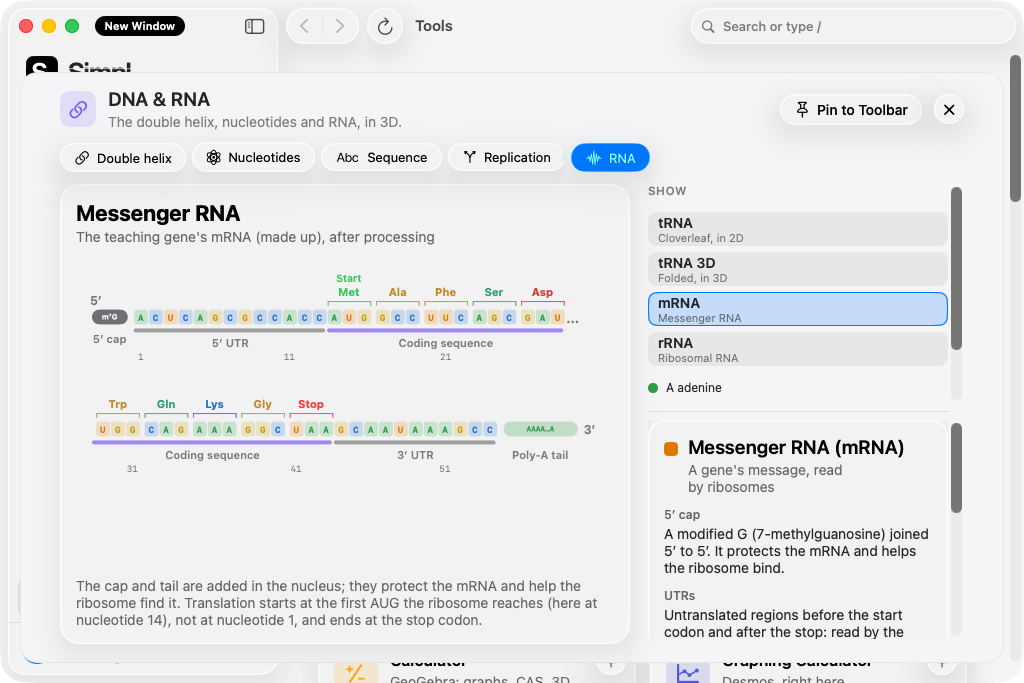 New Window
Tools
Search or type /
Simpl
DNA & RNA
The double helix, nucleotides and RNA, in 3D.
Pin to Toolbar
Double helix
Nucleotides
Abc Sequence
Replication
RNA
Messenger RNA
The teaching gene's mRNA (made up), after processing
Start
Met Ala Phe Ser Asp
5′
m⁷G A C U C A G C G C C A C C A U G G C C U U C A G C G A U ...
5′ cap 5′ UTR Coding sequence
1 11 21
Trp Gln Lys Gly Stop
U G G C A G A A A G G C U A A G C A A U A A A G C C AAAA…A 3′
Coding sequence 3′ UTR Poly-A tail
31 41 51
The cap and tail are added in the nucleus; they protect the mRNA and help the
ribosome find it. Translation starts at the first AUG the ribosome reaches (here at
nucleotide 14), not at nucleotide 1, and ends at the stop codon.
SHOW
tRNA
Cloverleaf, in 2D
tRNA 3D
Folded, in 3D
mRNA
Messenger RNA
rRNA
Ribosomal RNA
A adenine
Messenger RNA (mRNA)
A gene's message, read
by ribosomes
5′ cap
A modified G (7-methylguanosine) joined
5′ to 5′. It protects the mRNA and helps
the ribosome bind.
UTRs
Untranslated regions before the start
codon and after the stop: read by the
Calculator
GeoGebra: graphs, CAS, 3D
Graphing Calculator
Desmos, right here